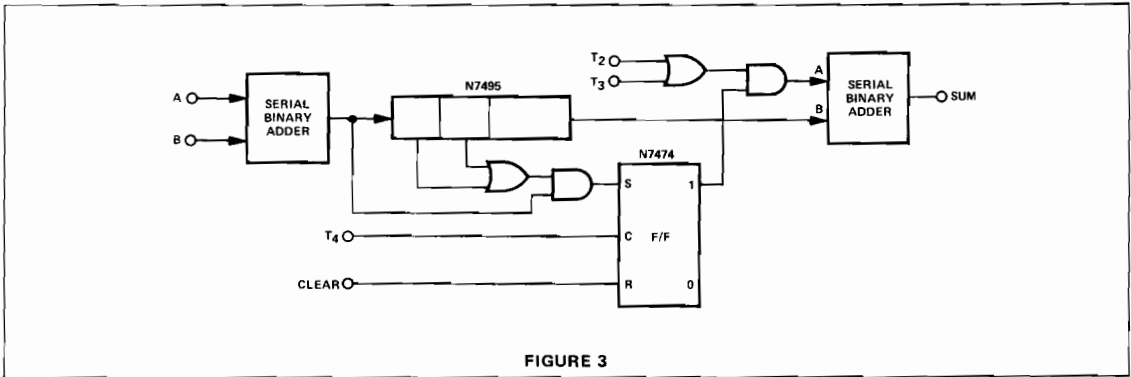 A
B
SERIAL
BINARY
ADDER
N7495
T2
T3
A
B
SERIAL
BINARY
ADDER
SUM
N7474
S
1
T4
C
F/F
CLEAR
R
0
FIGURE 3